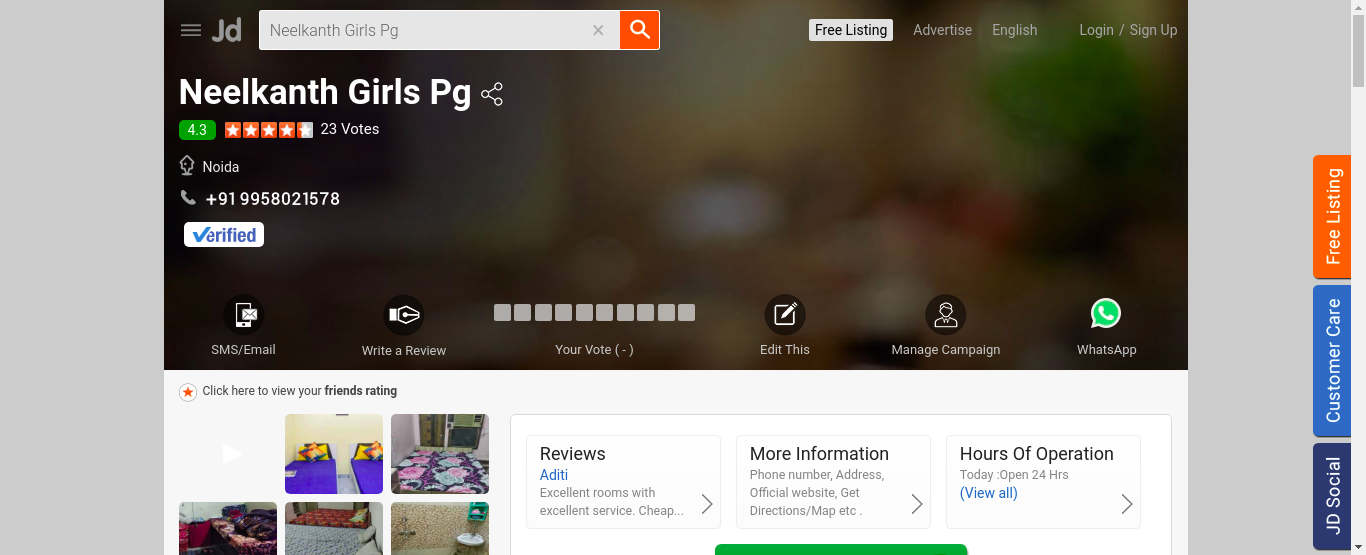 Jd
Neelkanth Girls Pg
Free Listing
Advertise
English
Login / Sign Up
Neelkanth Girls Pg
4.3
23 Votes
Noida
+91 9958021578
Verified
SMS/Email
Write a Review
Your Vote ( - )
Edit This
Manage Campaign
WhatsApp
Click here to view your friends rating
Reviews
Aditi
Excellent rooms with
excellent service. Cheap...
More Information
Phone number, Address,
Official website, Get
Directions/Map etc .
Hours Of Operation
Today :Open 24 Hrs
(View all)
Free Listing
Customer Care
JD Social